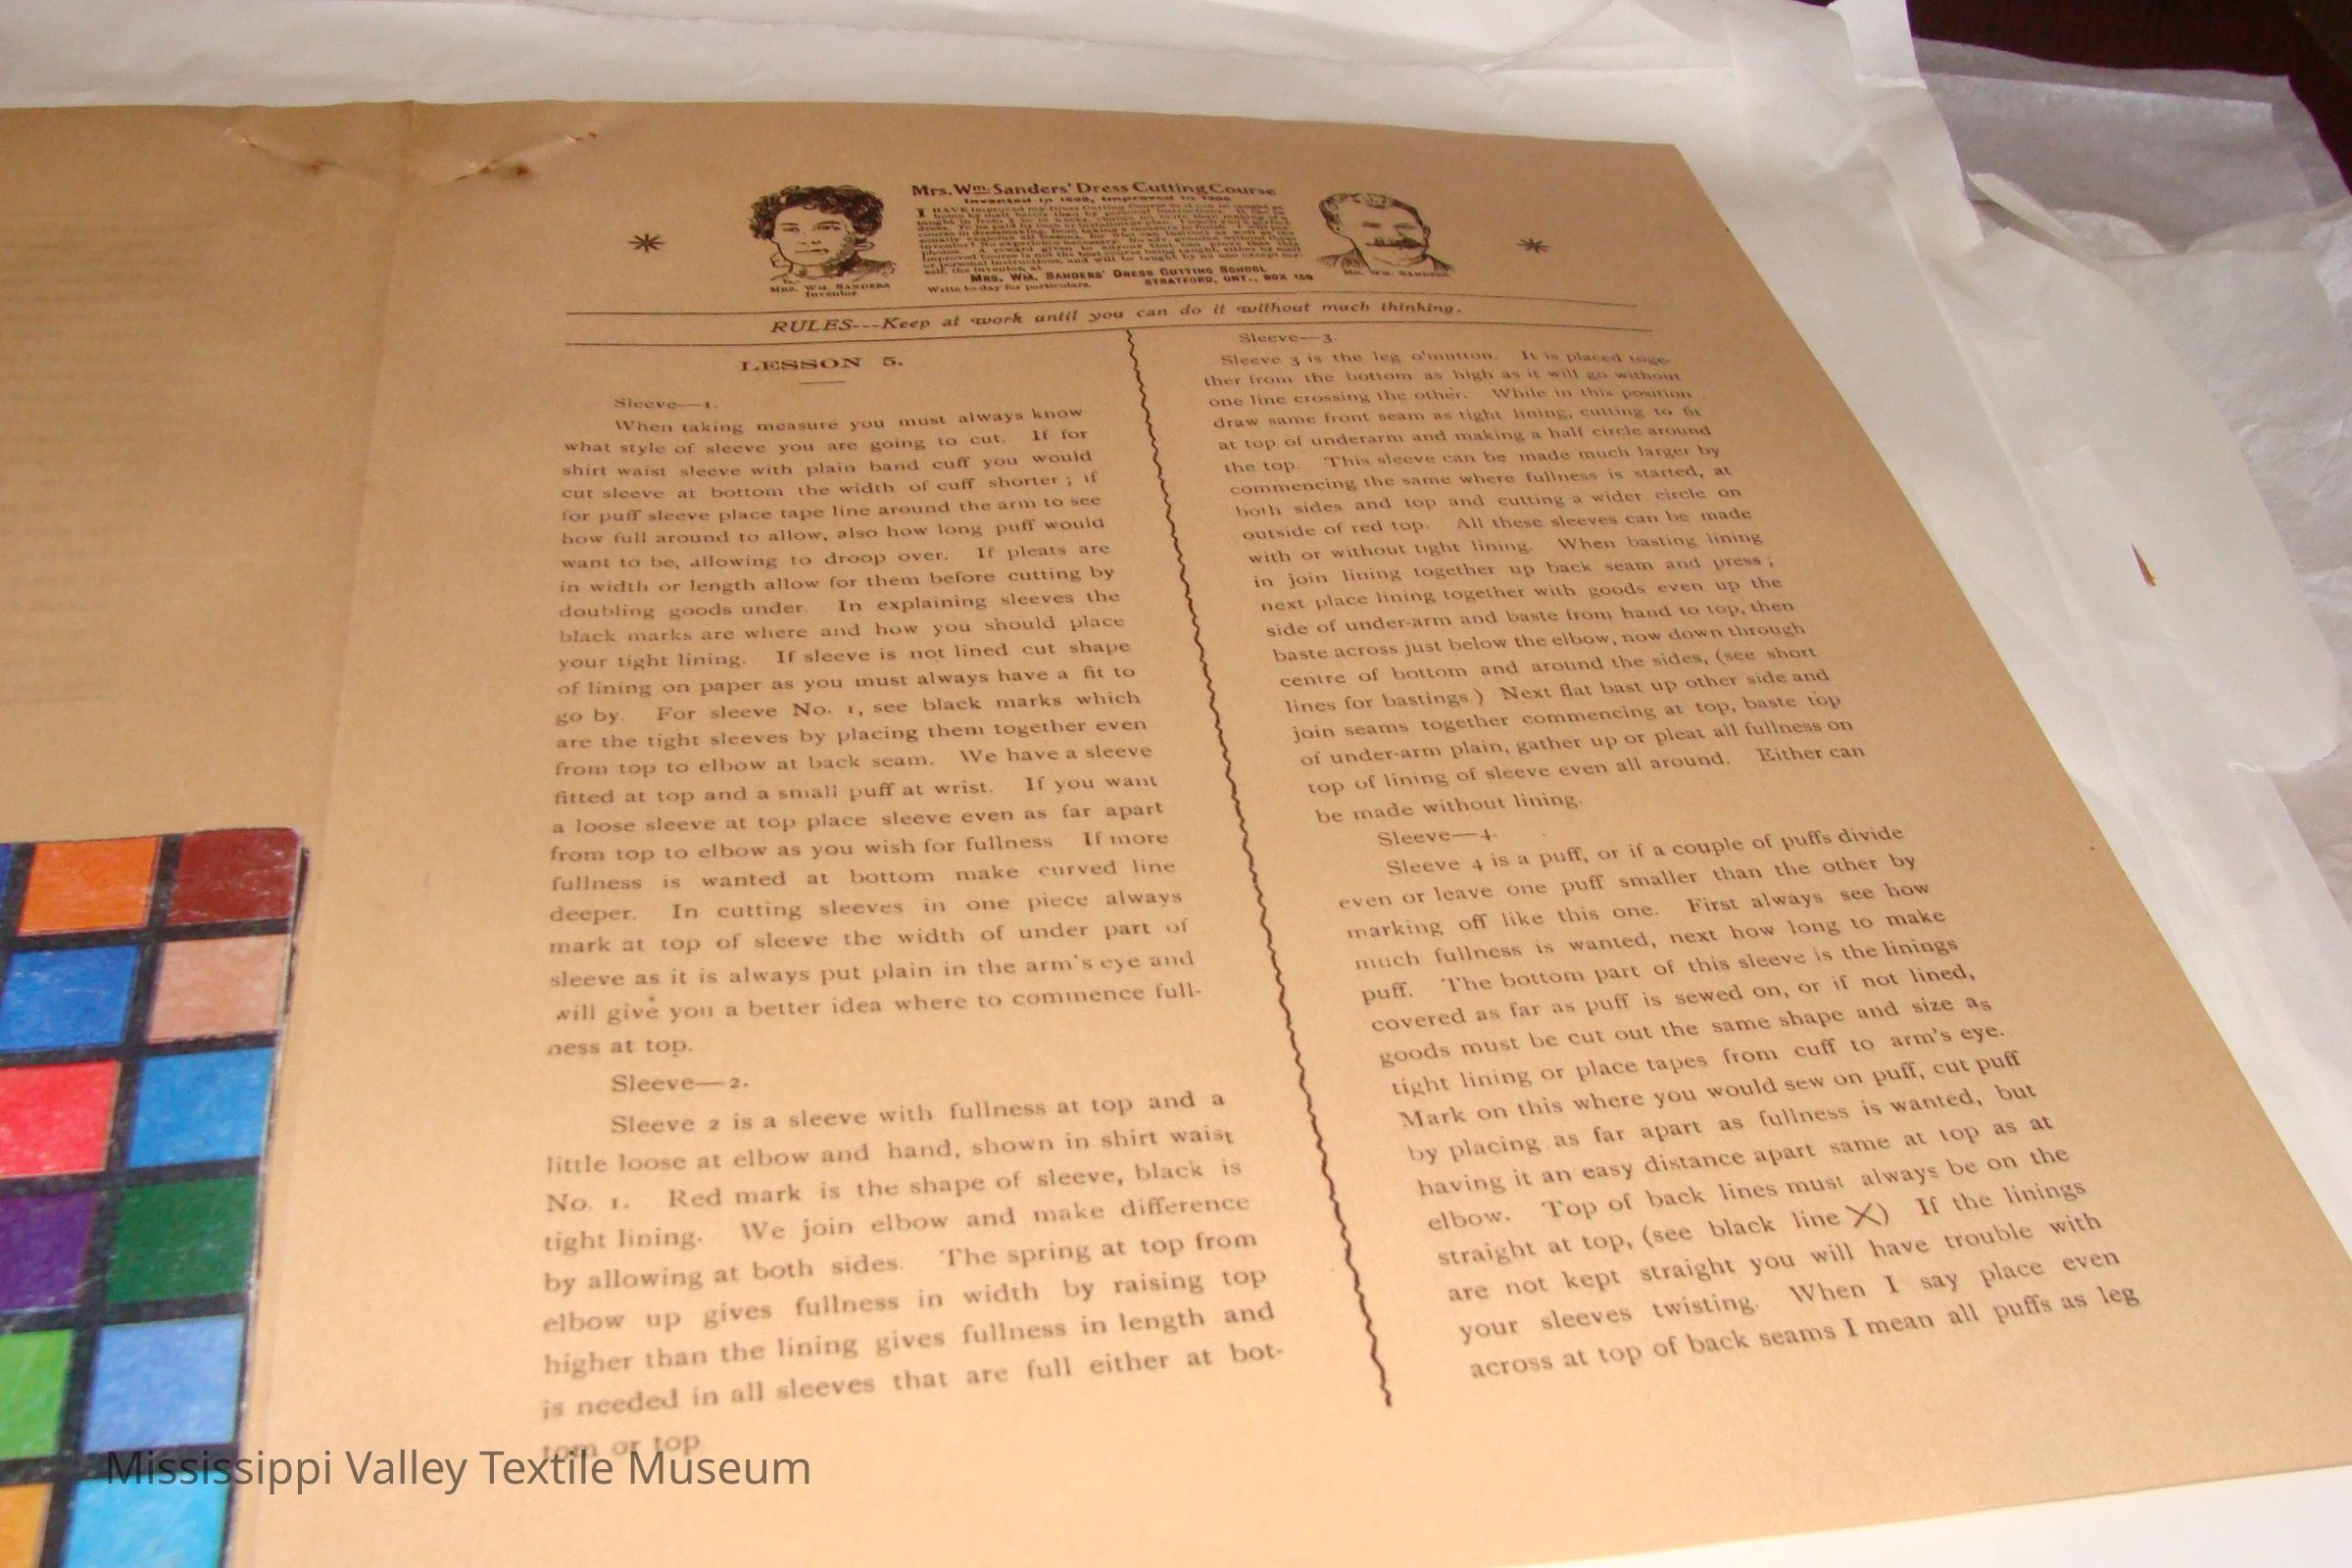 Mrs. Wm. Sanders' Dress Cutting Course
Invented in 1899, Improved in
MRS. WM. SANDERS' DRESS CUTTING SCHOOL
Write to-day for particulars. STRATFORD, ONT., BOX 159
MRS. WM. SANDERS
Inventor
MR. WM. SANDERS
RULES---Keep at work until you can do it without much thinking.
LESSON 5.
Sleeve—1.
When taking measure you must always know
what style of sleeve you are going to cut. If for
shirt waist sleeve with plain band cuff you would
cut sleeve at bottom the width of cuff shorter ; if
for puff sleeve place tape line around the arm to see
how full around to allow, also how long puff would
want to be, allowing to droop over. If pleats are
in width or length allow for them before cutting by
doubling goods under. In explaining sleeves the
black marks are where and how you should place
your tight lining. If sleeve is not lined cut shape
of lining on paper as you must always have a fit to
go by. For sleeve No. 1, see black marks which
are the tight sleeves by placing them together even
from top to elbow at back seam. We have a sleeve
fitted at top and a small puff at wrist. If you want
a loose sleeve at top place sleeve even as far apart
from top to elbow as you wish for fullness If more
fullness is wanted at bottom make curved line
deeper. In cutting sleeves in one piece always
mark at top of sleeve the width of under part of
sleeve as it is always put plain in the arm's eye and
will give you a better idea where to commence full-
ness at top.
Sleeve—2.
Sleeve 2 is a sleeve with fullness at top and a
little loose at elbow and hand, shown in shirt waist
No. 1. Red mark is the shape of sleeve, black is
tight lining. We join elbow and make difference
by allowing at both sides. The spring at top from
elbow up gives fullness in width by raising top
higher than the lining gives fullness in length and
is needed in all sleeves that are full either at bot-
tom or top
Sleeve—3
Sleeve 3 is the leg o'mutton. It is placed toge-
ther from the bottom as high as it will go without
one line crossing the other. While in this position
draw same front seam as tight lining, cutting to fit
at top of underarm and making a half circle around
the top. This sleeve can be made much larger by
commencing the same where fullness is started, at
both sides and top and cutting a wider circle on
outside of red top. All these sleeves can be made
with or without tight lining. When basting lining
in join lining together up back seam and press ;
next place lining together with goods even up the
side of under-arm and baste from hand to top, then
baste across just below the elbow, now down through
centre of bottom and around the sides, (see short
lines for bastings ) Next flat bast up other side and
join seams together commencing at top, baste top
of under-arm plain, gather up or pleat all fullness on
top of lining of sleeve even all around. Either can
be made without lining.
Sleeve—4.
Sleeve 4 is a puff, or if a couple of puffs divide
even or leave one puff smaller than the other by
marking off like this one. First always see how
much fullness is wanted, next how long to make
puff. The bottom part of this sleeve is the linings
covered as far as puff is sewed on, or if not lined,
goods must be cut out the same shape and size as
tight lining or place tapes from cuff to arm's eye.
Mark on this where you would sew on puff, cut puff
by placing as far apart as fullness is wanted, but
having it an easy distance apart same at top as at
elbow. Top of back lines must always be on the
straight at top, (see black line X) If the linings
are not kept straight you will have trouble with
your sleeves twisting. When I say place even
across at top of back seams I mean all puffs as leg
Mississippi Valley Textile Museum